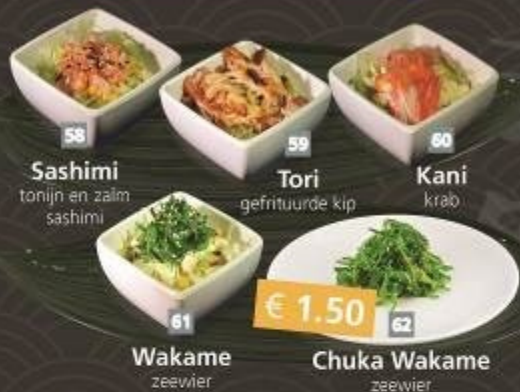 58
59
60
Sashimi
tonijn en zalm
sashimi
Tori
gefrituurde kip
Kani
krab
61
€ 1.50
62
Wakame
zeewier
Chuka Wakame
zeewier